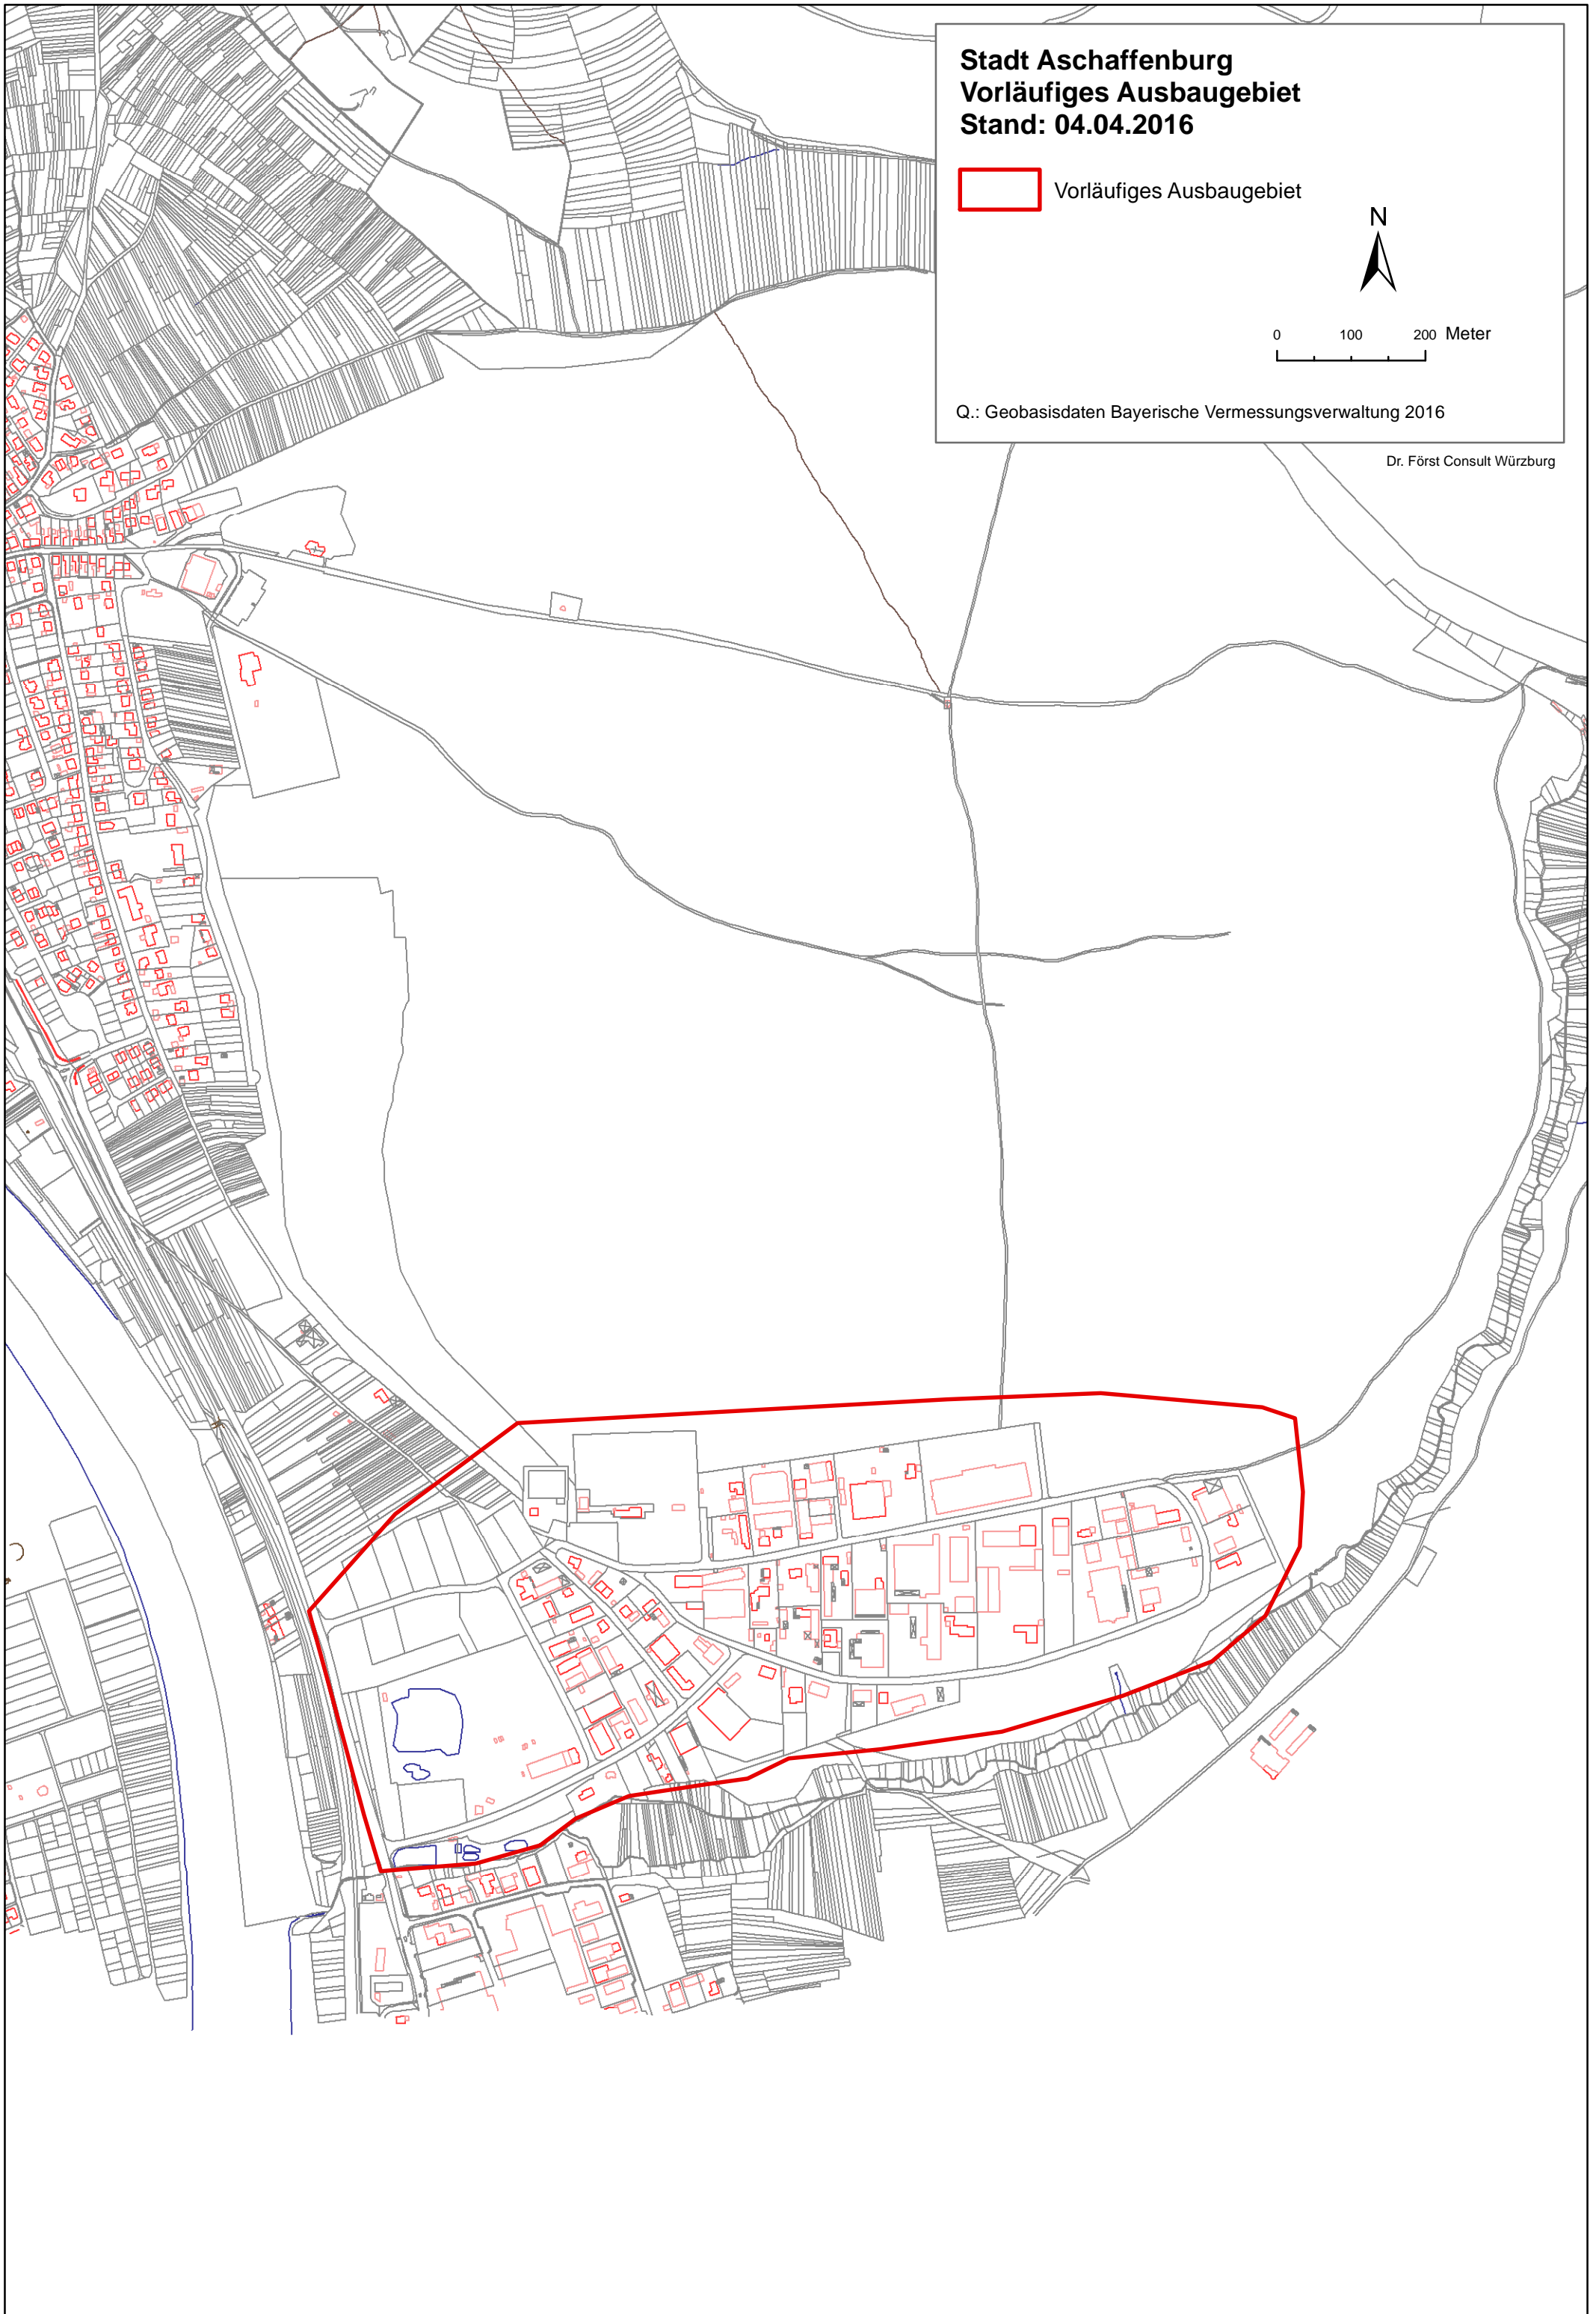 Stadt Aschaffenburg
Vorläufiges Ausbaugebiet
Stand: 04.04.2016
Vorläufiges Ausbaugebiet
N
0 100 200 Meter
Q.: Geobasisdaten Bayerische Vermessungsverwaltung 2016
Dr. Först Consult Würzburg